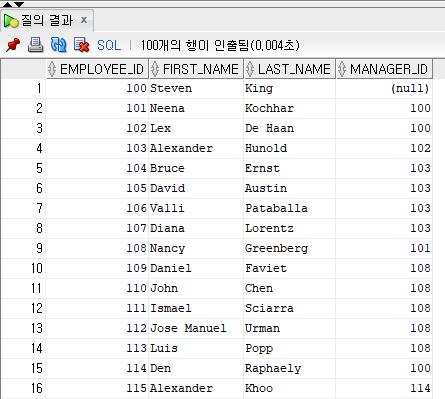 질의 결과 ×
SQL | 100개의 행이 인출됨(0,004초)
EMPLOYEE_ID FIRST_NAME LAST_NAME MANAGER_ID
1 100 Steven King (null)
2 101 Neena Kochhar 100
3 102 Lex De Haan 100
4 103 Alexander Hunold 102
5 104 Bruce Ernst 103
6 105 David Austin 103
7 106 Valli Pataballa 103
8 107 Diana Lorentz 103
9 108 Nancy Greenberg 101
10 109 Daniel Faviet 108
11 110 John Chen 108
12 111 Ismael Sciarra 108
13 112 Jose Manuel Urman 108
14 113 Luis Popp 108
15 114 Den Raphaely 100
16 115 Alexander Khoo 114